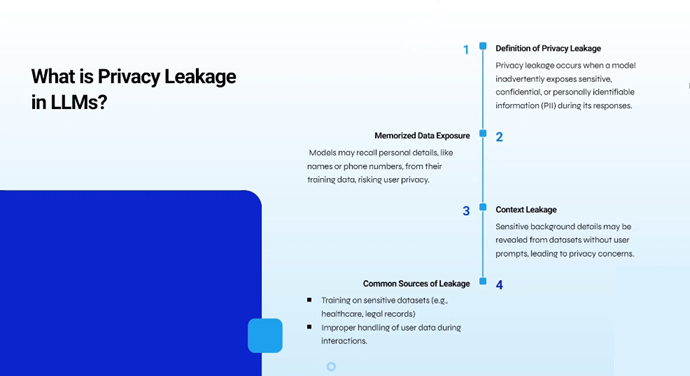 What is Privacy Leakage
in LLMs?
1
Definition of Privacy Leakage
Privacy leakage occurs when a model
inadvertently exposes sensitive,
confidential, or personally identifiable
information (PII) during its responses.
Memorized Data Exposure
2
Models may recall personal details, like
names or phone numbers, from their
training data, risking user privacy.
3
Context Leakage
Sensitive background details may be
revealed from datasets without user
prompts, leading to privacy concerns.
Common Sources of Leakage
4
Training on sensitive datasets (e.g.,
healthcare, legal records)
Improper handling of user data during
interactions.